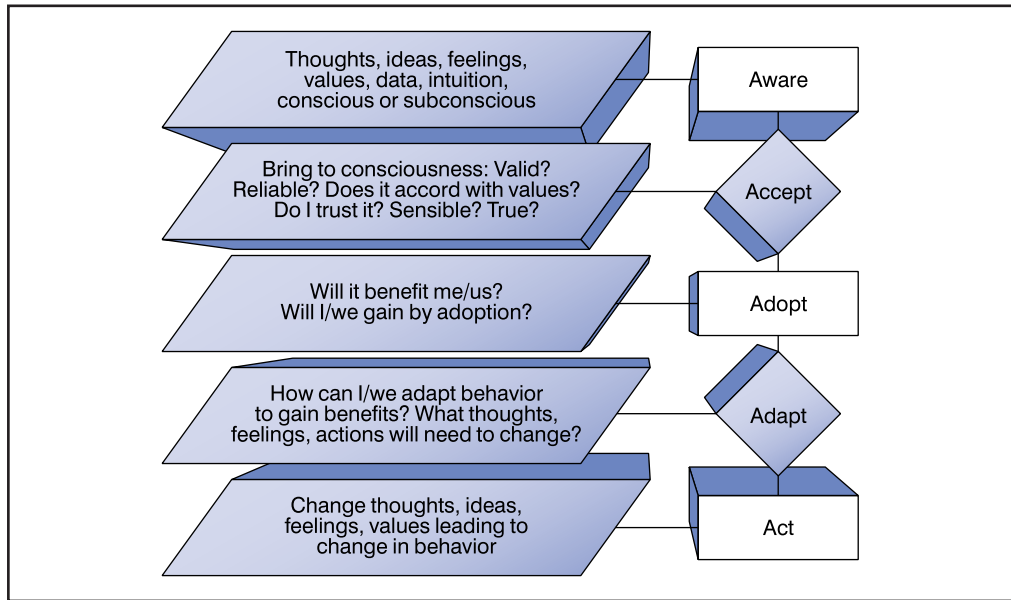 Thoughts, ideas, feelings,
values, data, intuition,
conscious or subconscious
Aware
Bring to consciousness: Valid?
Reliable? Does it accord with values?
Do I trust it? Sensible? True?
Accept
Will it benefit me/us?
Will I/we gain by adoption?
Adopt
How can I/we adapt behavior
to gain benefits? What thoughts,
feelings, actions will need to change?
Adapt
Change thoughts, ideas,
feelings, values leading to
change in behavior
Act